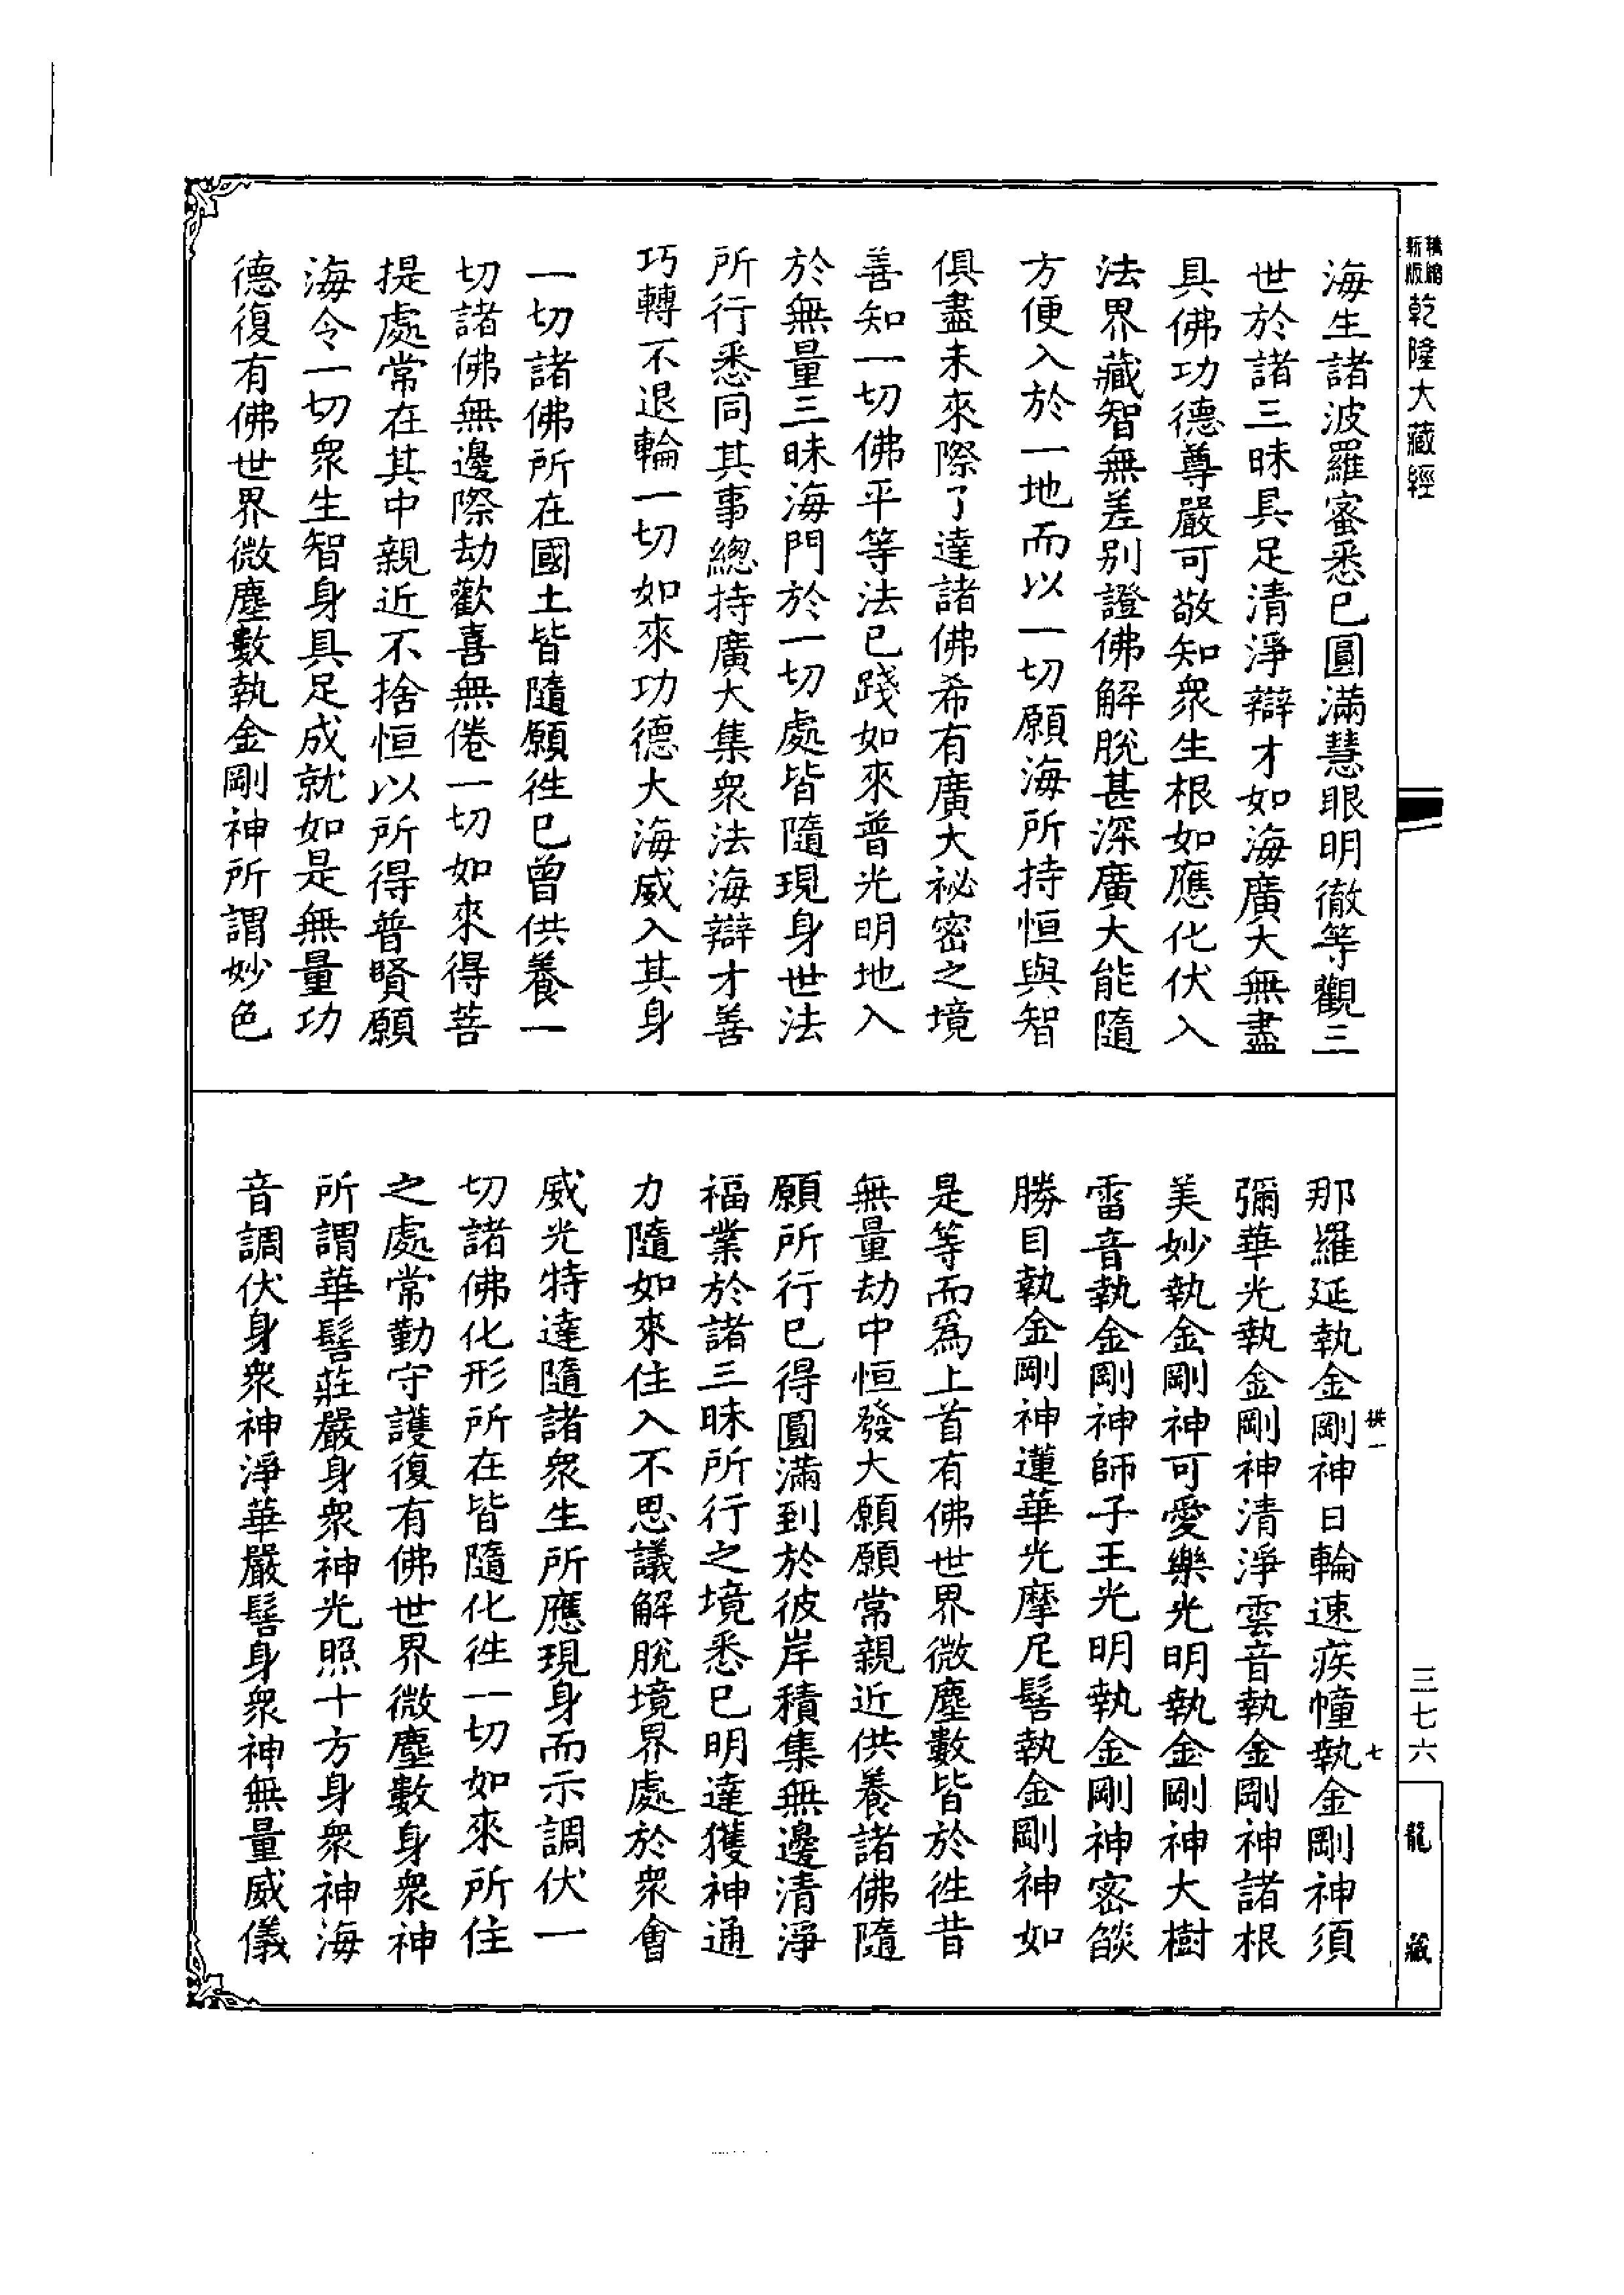 精縮新版乾隆大藏經
海生諸波羅蜜悉已圓滿慧眼明徹等觀三
世於諸三昧具足清淨辯才如海廣大無盡
具佛功德尊嚴可敬知衆生根如應化伏入
法界藏智無差別證佛解脫甚深廣大能隨
方便入於一地而以一切願海所持恒與智
俱盡未來際了達諸佛希有廣大祕密之境
善知一切佛平等法已踐如來普光明地入
於無量三昧海門於一切處皆隨現身世法
所行悉同其事總持廣大集衆法海辯才善
巧轉不退輪一切如來功德大海咸入其身
一切諸佛所在國土皆隨願徃已曾供養一
切諸佛無邊際劫歡喜無倦一切如來得菩
提處常在其中親近不捨恒以所得普賢願
海令一切衆生智身具足成就如是無量功
德復有佛世界微塵數執金剛神所謂妙色
那羅延執金剛神日輪速疾幢執金剛神須
彌華光執金剛神清淨雲音執金剛神諸根
美妙執金剛神可愛樂光明執金剛神大樹
雷音執金剛神師子王光明執金剛神密𦦨
勝目執金剛神蓮華光摩尼髻執金剛神如
是等而爲上首有佛世界微塵數皆於徃昔
無量劫中恒發大願願常親近供養諸佛隨
願所行已得圓滿到於彼岸積集無邊清淨
福業於諸三昧所行之境悉已明達獲神通
力隨如來住入不思議解脫境界處於衆會
威光特達隨諸衆生所應現身而示調伏一
切諸佛化形所在皆隨化徃一切如來所住
之處常勤守護復有佛世界微塵數身衆神
所謂華髻莊嚴身衆神光照十方身衆神海
音調伏身衆神淨華嚴髻身衆神無量威儀
一
七
三七六
龍藏